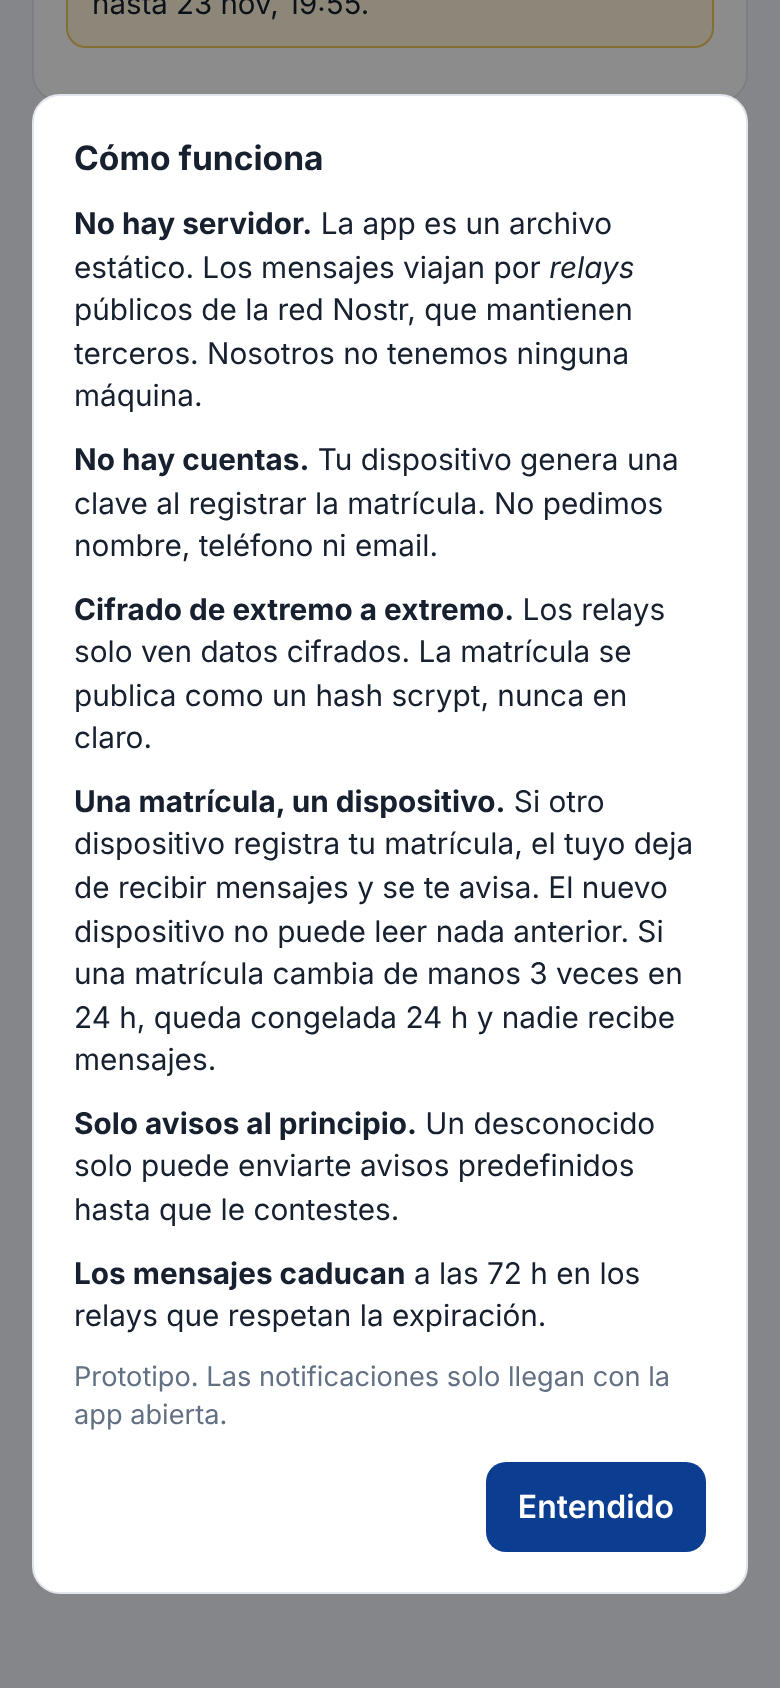 hasta 23 nov, 19:55.
Cómo funciona
No hay servidor. La app es un archivo
estático. Los mensajes viajan por relays
públicos de la red Nostr, que mantienen
terceros. Nosotros no tenemos ninguna
máquina.
No hay cuentas. Tu dispositivo genera una
clave al registrar la matrícula. No pedimos
nombre, teléfono ni email.
Cifrado de extremo a extremo. Los relays
solo ven datos cifrados. La matrícula se
publica como un hash scrypt, nunca en
claro.
Una matrícula, un dispositivo. Si otro
dispositivo registra tu matrícula, el tuyo deja
de recibir mensajes y se te avisa. El nuevo
dispositivo no puede leer nada anterior. Si
una matrícula cambia de manos 3 veces en
24 h, queda congelada 24 h y nadie recibe
mensajes.
Solo avisos al principio. Un desconocido
solo puede enviarte avisos predefinidos
hasta que le contestes.
Los mensajes caducan a las 72 h en los
relays que respetan la expiración.
Prototipo. Las notificaciones solo llegan con la
app abierta.
Entendido